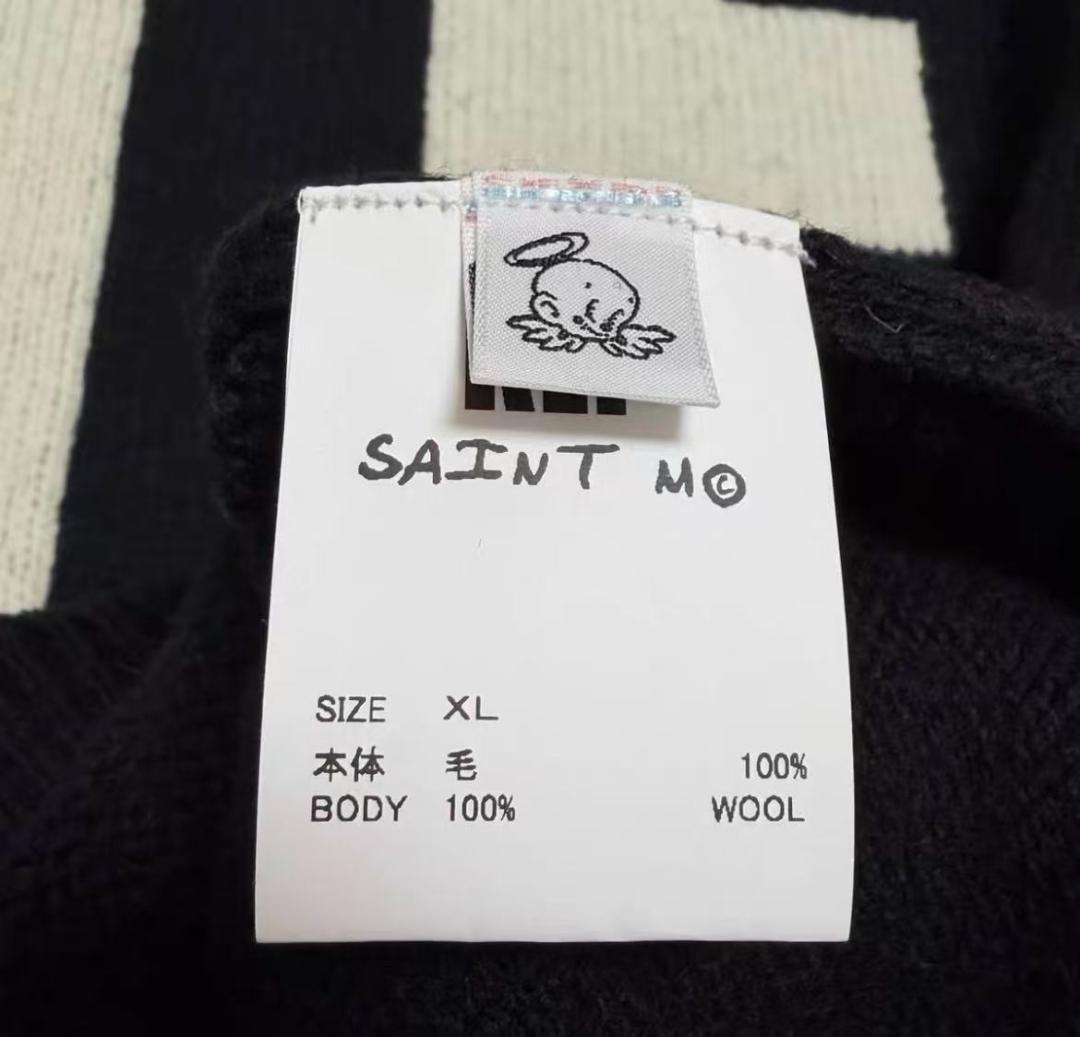 SAINT M©
SIZE XL
本体 毛 100%
BODY 100% WOOL